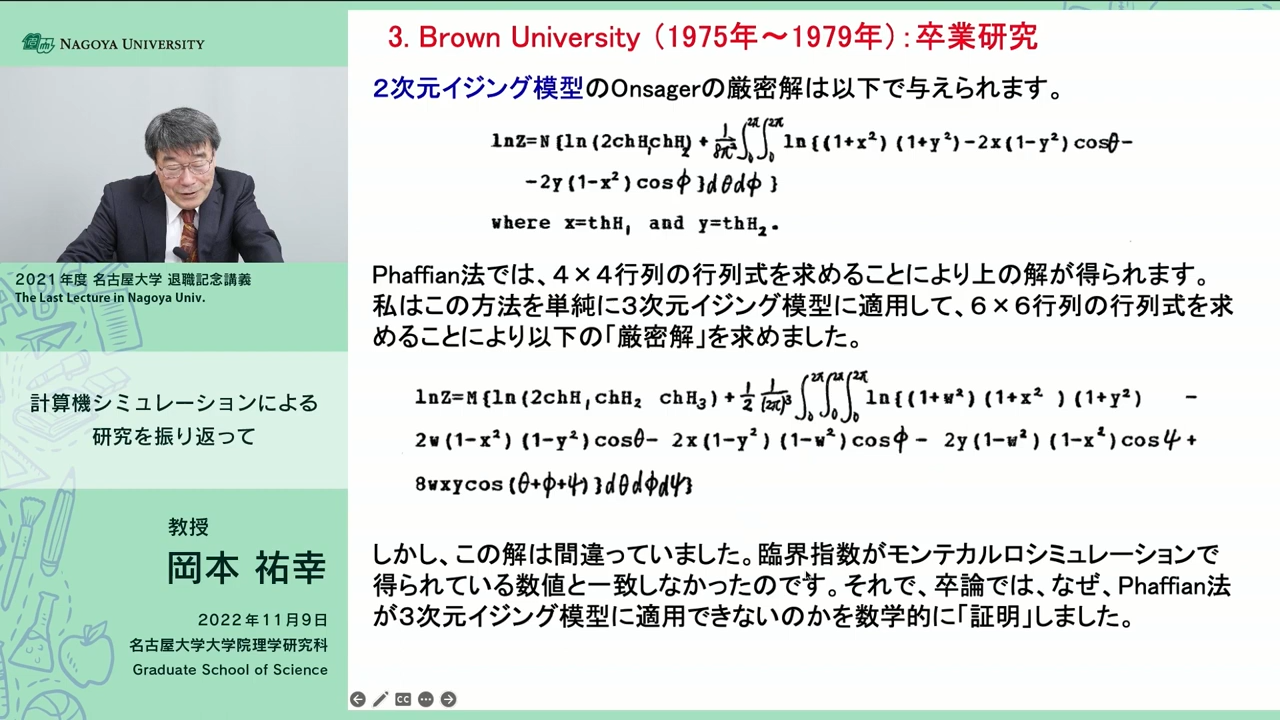 NAGOYA UNIVERSITY
2021年度 名古屋大学 退職記念講義
The Last Lecture in Nagoya Univ.
計算機シミュレーションによる
研究を振り返って
教授
岡本 祐幸
2022年11月9日
名古屋大学大学院理学研究科
Graduate School of Science
3. Brown University (1975年～1979年):卒業研究
2次元イジング模型のOnsagerの厳密解は以下で与えられます。
lnZ=N{ln(2chH₁chH₂)+1/8π² ∫₀²π∫₀²π ln{(1+x²)(1+y²)-2x(1-y²)cosθ-
-2y(1-x²)cosϕ}dθdϕ}
where x=thH₁ and y=thH₂.
Phaffian法では、4×4行列の行列式を求めることにより上の解が得られます。
私はこの方法を単純に3次元イジング模型に適用して、6×6行列の行列式を求
めることにより以下の「厳密解」を求めました。
lnZ=M{ln(2chH₁chH₂ chH₃)+1/2 1/(2π)³ ∫₀²π∫₀²π∫₀²π ln{(1+w²)(1+x² )(1+y²) -
2w(1-x²)(1-y²)cosθ- 2x(1-y²)(1-w²)cosϕ- 2y(1-w²)(1-x²)cosψ+
8wxycos(θ+ϕ+ψ)}dθdϕdψ}
しかし、この解は間違っていました。臨界指数がモンテカルロシミュレーションで
得られている数値と一致しなかったのです。それで、卒論では、なぜ、Phaffian法
が3次元イジング模型に適用できないのかを数学的に「証明」しました。
CC